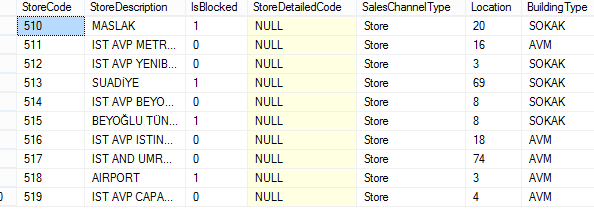 StoreCode StoreDescription IsBlocked StoreDetailedCode SalesChannelType Location BuildingType
510 MASLAK 1 NULL Store 20 SOKAK
511 IST AVP METR... 0 NULL Store 16 AVM
512 IST AVP YENIB... 0 NULL Store 3 SOKAK
513 SUADİYE 1 NULL Store 69 SOKAK
514 IST AVP BEYO... 0 NULL Store 8 SOKAK
515 BEYOĞLU TÜN... 1 NULL Store 8 SOKAK
516 IST AVP ISTIN... 0 NULL Store 18 AVM
517 IST AND UMR... 0 NULL Store 74 AVM
518 AIRPORT 1 NULL Store 3 AVM
0 519 IST AVP CAPA... 0 NULL Store 4 AVM